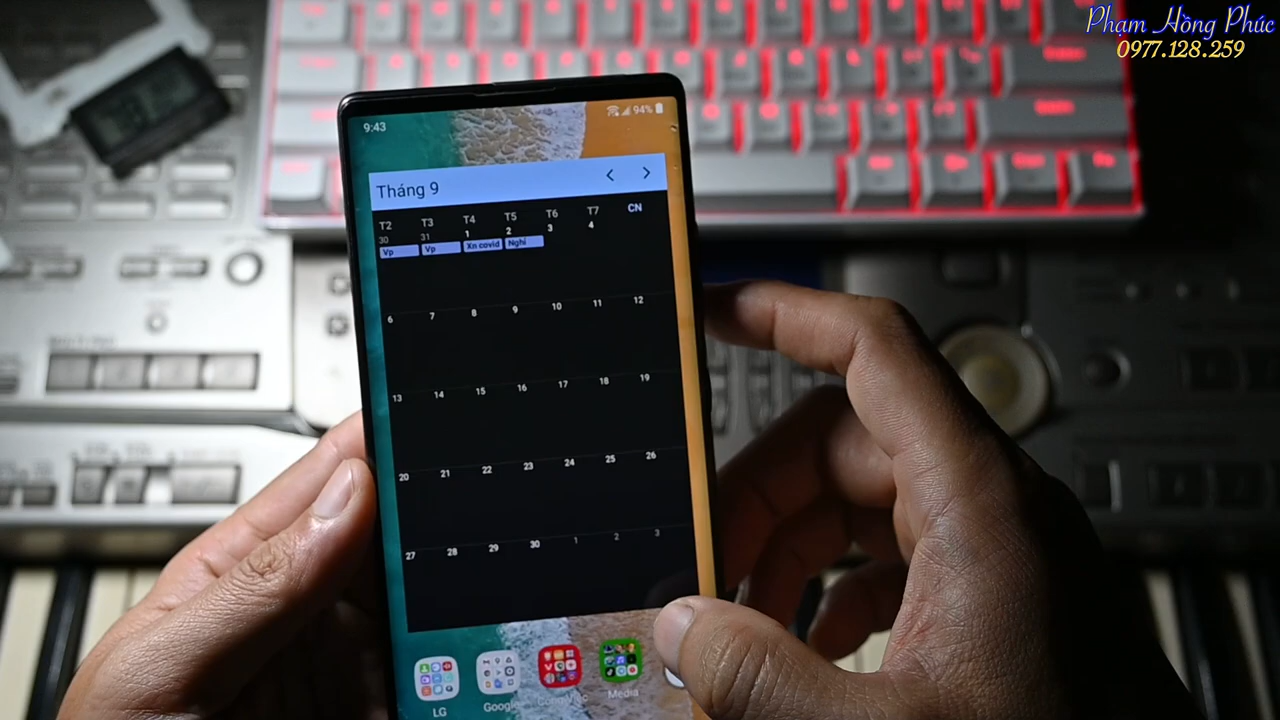 Phạm Hồng Phúc
0977.128.259
9:43 94%
Tháng 9 < >
T2 T3 T4 T5 T6 T7 CN
30 31 1 2 3 4
Vp Vp Xn covid Nghỉ
6 7 8 9 10 11 12
13 14 15 16 17 18 19
20 21 22 23 24 25 26
27 28 29 30 1 2 3
LG Google Media